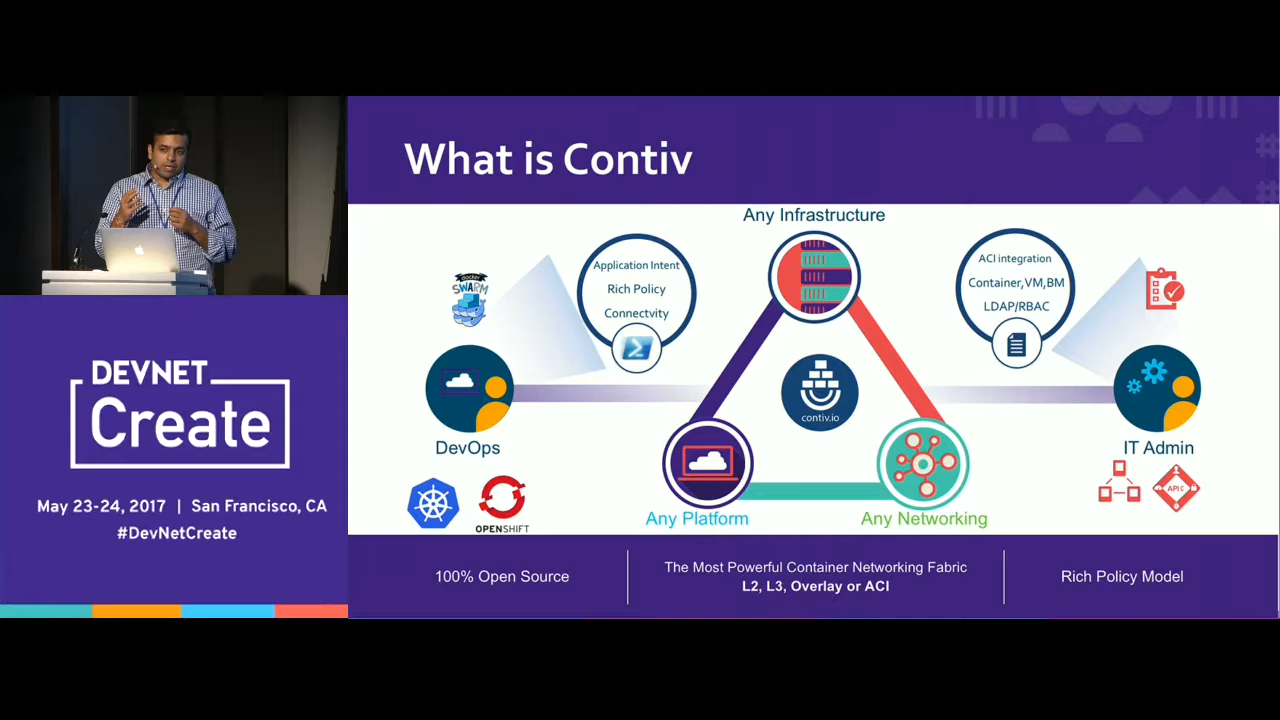 What is Contiv
Any Infrastructure
Application Intent
Rich Policy
Connectvity
ACI integration
Container,VM,BM
LDAP/RBAC
docker
SWARM
contiv.io
DevOps
IT Admin
OPENSHIFT
APIC
Any Platform
Any Networking
100% Open Source
The Most Powerful Container Networking Fabric
L2, L3, Overlay or ACI
Rich Policy Model
DEVNET
Create
May 23-24, 2017 | San Francisco, CA
#DevNetCreate